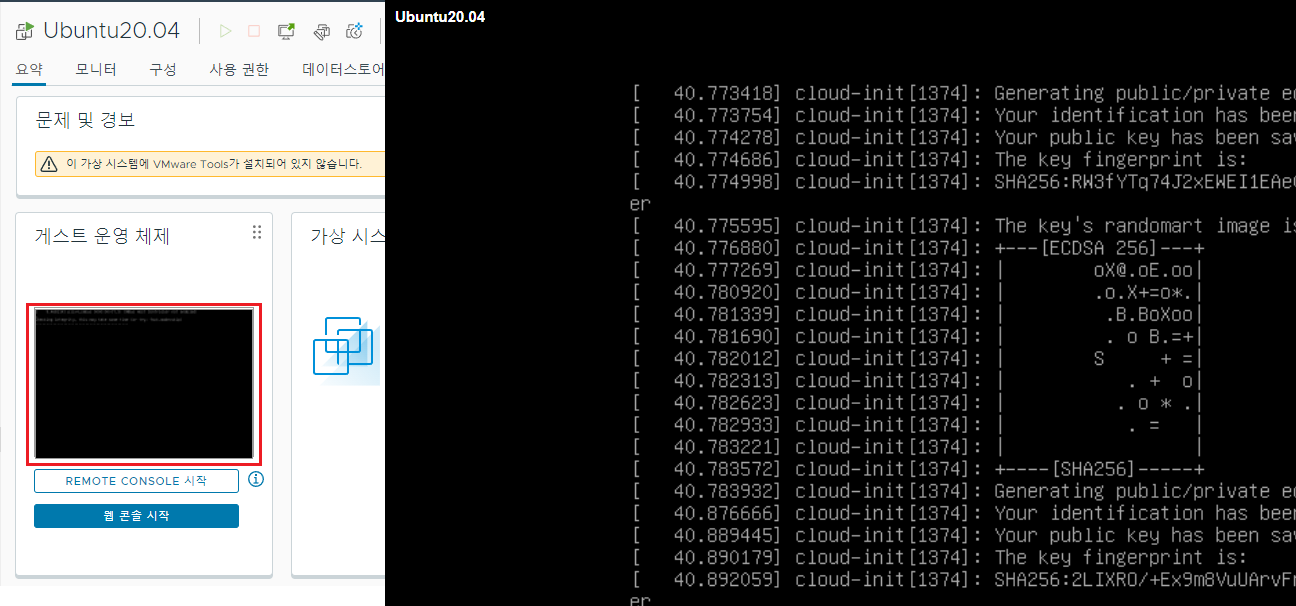 Ubuntu20.04
요약 모니터 구성 사용 권한 데이터스토어
문제 및 경보
이 가상 시스템에 VMware Tools가 설치되어 있지 않습니다.
게스트 운영 체제
가상 시스
REMOTE CONSOLE 시작
웹 콘솔 시작
Ubuntu20.04
[   40.773418] cloud-init[1374]: Generating public/private
[   40.773754] cloud-init[1374]: Your identification has been
[   40.774278] cloud-init[1374]: Your public key has been
[   40.774686] cloud-init[1374]: The key fingerprint is:
[   40.774998] cloud-init[1374]: SHA256:RW3fYTq74J2xEWEI1EAe
er
[   40.775595] cloud-init[1374]: The key's randomart image
[   40.776880] cloud-init[1374]: +---[ECDSA 256]---+
[   40.777269] cloud-init[1374]: |        oX@.oE.oo|
[   40.780920] cloud-init[1374]: |        .o.X+=o*.|
[   40.781339] cloud-init[1374]: |         .B.BoXoo|
[   40.781690] cloud-init[1374]: |         . o B.=+|
[   40.782012] cloud-init[1374]: |        S     + =|
[   40.782313] cloud-init[1374]: |           . +  o|
[   40.782623] cloud-init[1374]: |          . o * .|
[   40.782933] cloud-init[1374]: |           . =   |
[   40.783221] cloud-init[1374]: |                 |
[   40.783572] cloud-init[1374]: +----[SHA256]-----+
[   40.783932] cloud-init[1374]: Generating public/private
[   40.876666] cloud-init[1374]: Your identification has been
[   40.889445] cloud-init[1374]: Your public key has been
[   40.890179] cloud-init[1374]: The key fingerprint is:
[   40.892059] cloud-init[1374]: SHA256:2LIXRO/+Ex9m8VuUArvF
er